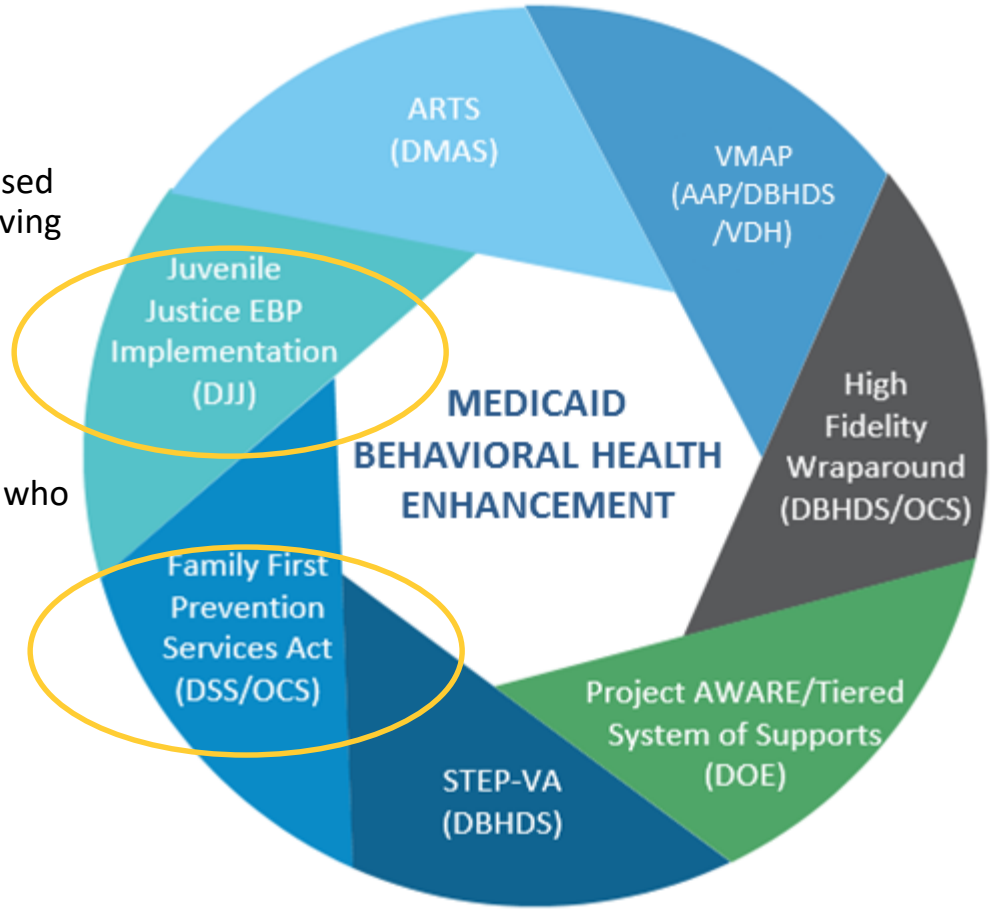 ARTS
(DMAS)
VMAP
(AAP/DBHDS
/VDH)
sed
ving
Juvenile
Justice EBP
Implementation
(DJJ)
High
Fidelity
Wraparound
(DBHDS/OCS)
MEDICAID
BEHAVIORAL HEALTH
ENHANCEMENT
who
Family First
Prevention
Services Act
(DSS/OCS)
Project AWARE/Tiered
System of Supports
(DOE)
STEP-VA
(DBHDS)